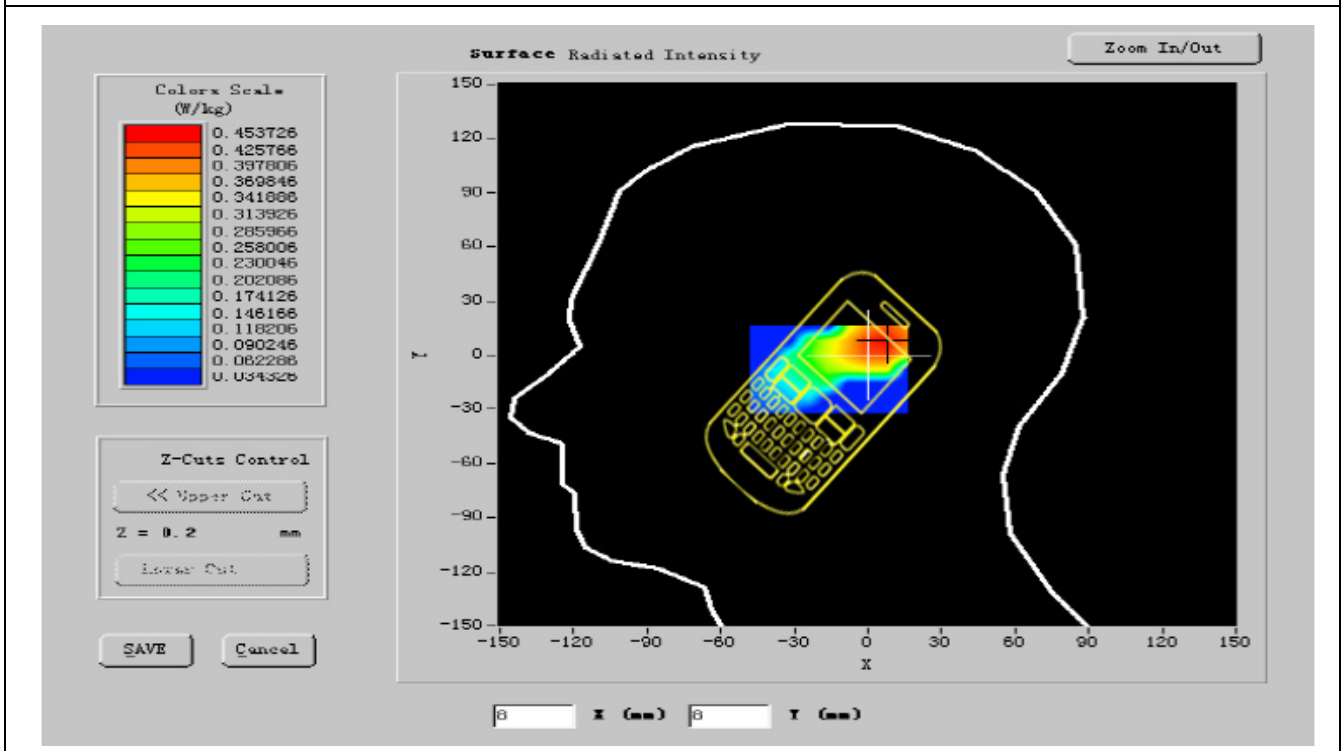 Surface Radiated Intensity
Zoom In/Out
Colors Scale
(W/kg)
0.453726
0.425766
0.397806
0.369846
0.341886
0.313926
0.285966
0.258006
0.230046
0.202086
0.174126
0.146166
0.118206
0.090246
0.062286
0.034326
150
120
90
60
30
0
-30
-60
-90
-120
-150
Y
-150 -120 -90 -60 -30 0 30 60 90 120 150
X
Z-Cuts Control
<< Upper Cut
Z = 0.2 mm
Lower Cut
SAVE Cancel
8 X (mm) 8 Y (mm)